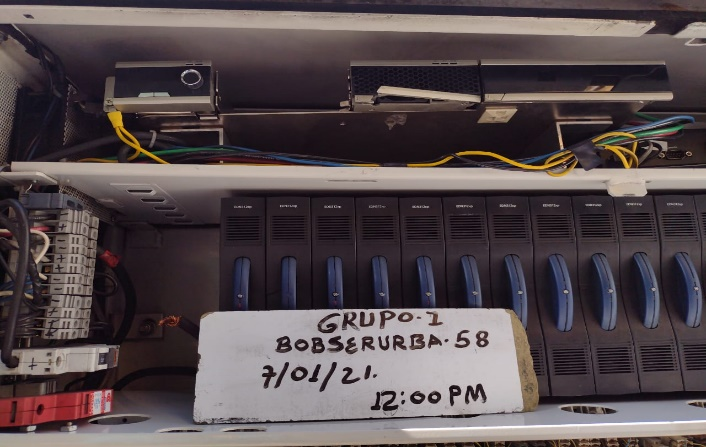 GRUPO-1
BOBSERURBA-58
7/01/21.
12:00 PM